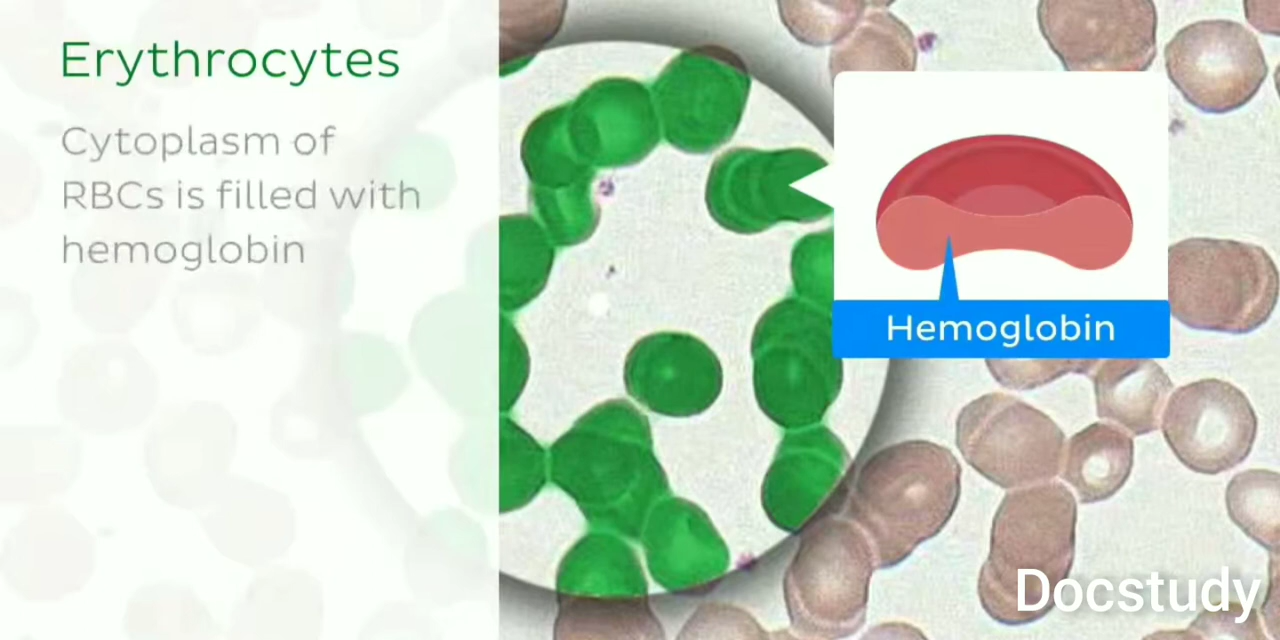 Erythrocytes
Cytoplasm of
RBCs is filled with
hemoglobin
Hemoglobin
Docstudy